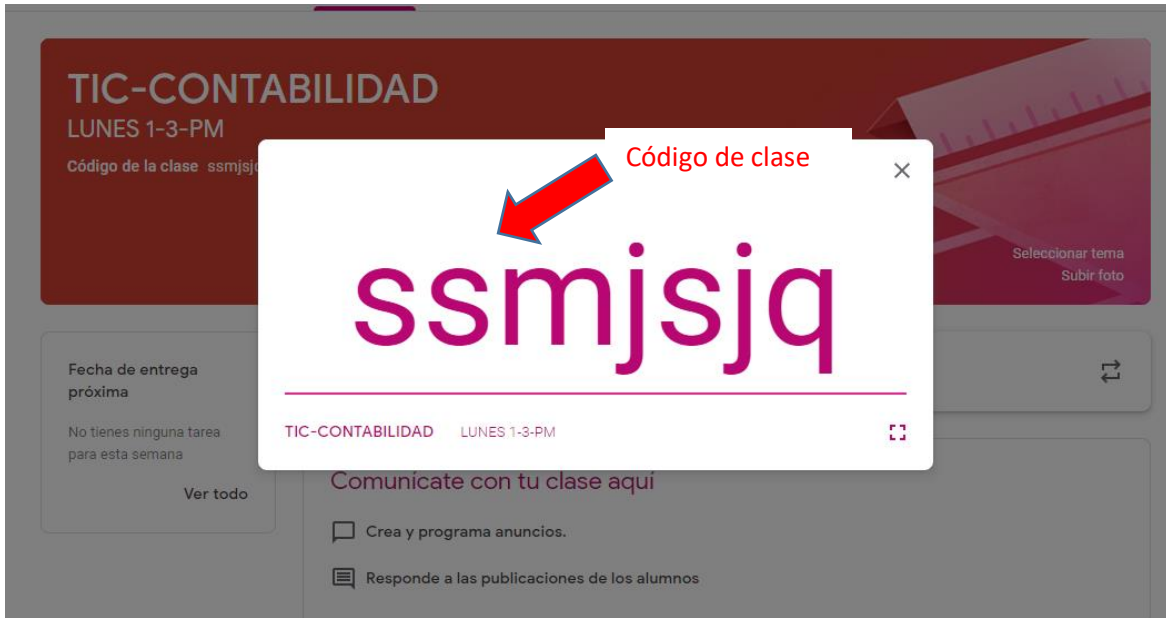 TIC-CONTABILIDAD
LUNES 1-3-PM
Código de la clase ssmjsj
Código de clase
ssmjsjq
TIC-CONTABILIDAD LUNES 1-3-PM
Seleccionar tema
Subir foto
Fecha de entrega
próxima
No tienes ninguna tarea
para esta semana
Ver todo
Comunícate con tu clase aquí
Crea y programa anuncios.
Responde a las publicaciones de los alumnos